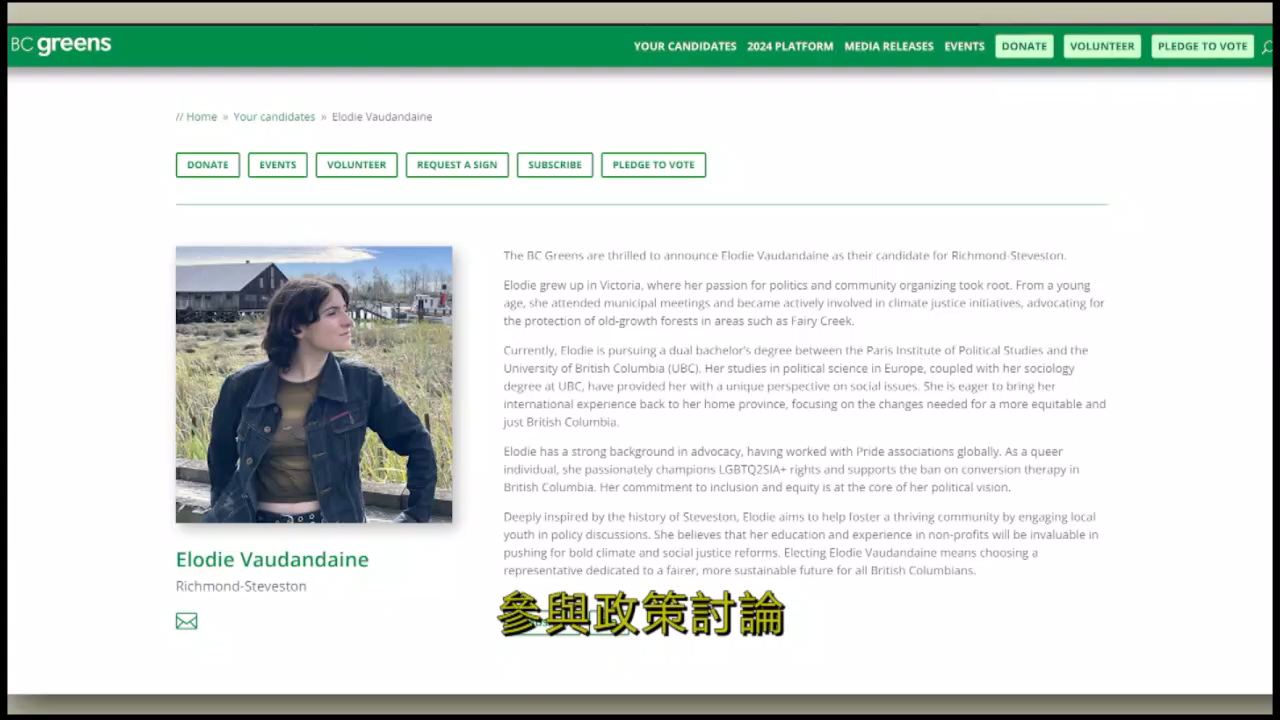 BC greens
YOUR CANDIDATES 2024 PLATFORM MEDIA RELEASES EVENTS DONATE VOLUNTEER PLEDGE TO VOTE
// Home » Your candidates » Elodie Vaudandaine
DONATE EVENTS VOLUNTEER REQUEST A SIGN SUBSCRIBE PLEDGE TO VOTE
The BC Greens are thrilled to announce Elodie Vaudandaine as their candidate for Richmond-Steveston.
Elodie grew up in Victoria, where her passion for politics and community organizing took root. From a young
age, she attended municipal meetings and became actively involved in climate justice initiatives, advocating for
the protection of old-growth forests in areas such as Fairy Creek.
Currently, Elodie is pursuing a dual bachelor's degree between the Paris Institute of Political Studies and the
University of British Columbia (UBC). Her studies in political science in Europe, coupled with her sociology
degree at UBC, have provided her with a unique perspective on social issues. She is eager to bring her
international experience back to her home province, focusing on the changes needed for a more equitable and
just British Columbia.
Elodie has a strong background in advocacy, having worked with Pride associations globally. As a queer
individual, she passionately champions LGBTQ2SIA+ rights and supports the ban on conversion therapy in
British Columbia. Her commitment to inclusion and equity is at the core of her political vision.
Deeply inspired by the history of Steveston, Elodie aims to help foster a thriving community by engaging local
youth in policy discussions. She believes that her education and experience in non-profits will be invaluable in
pushing for bold climate and social justice reforms. Electing Elodie Vaudandaine means choosing a
representative dedicated to a fairer, more sustainable future for all British Columbians.
Elodie Vaudandaine
Richmond-Steveston
參與政策討論